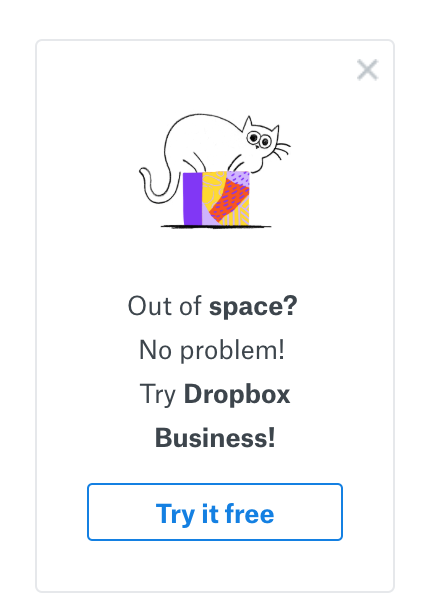 Out of space?
No problem!
Try Dropbox
Business!
Try it free